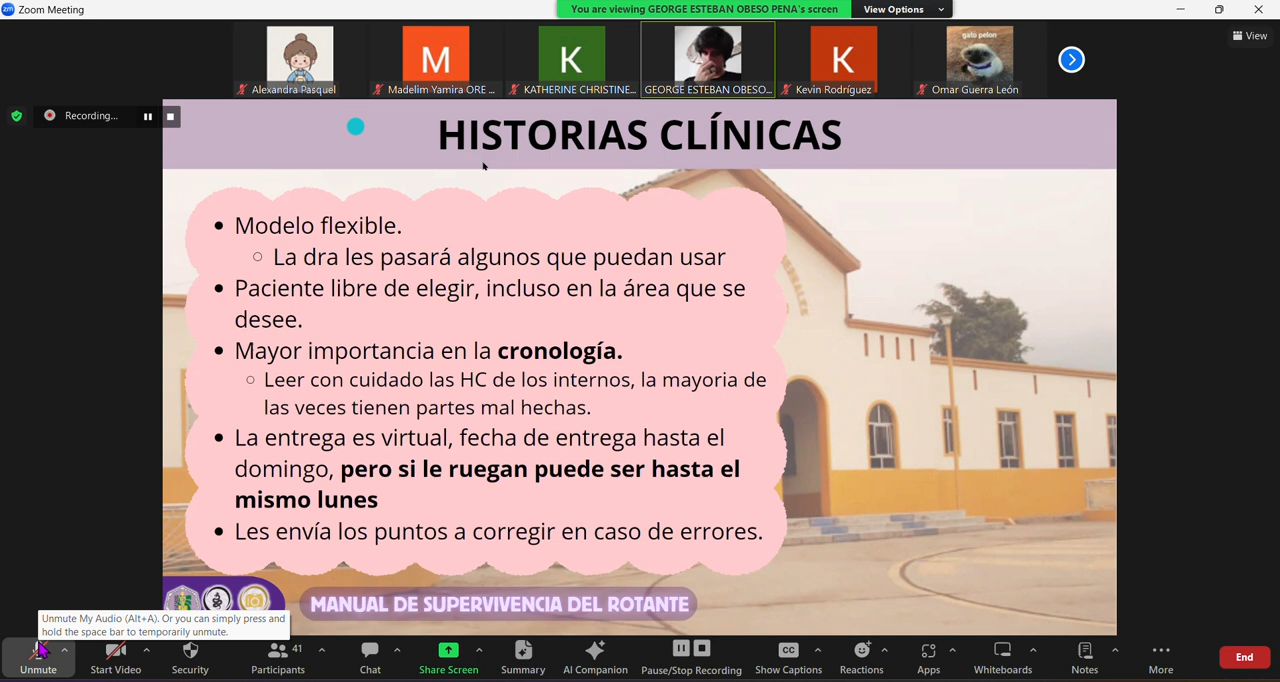 Zoom Meeting
You are viewing GEORGE ESTEBAN OBESO PENA's screen
View Options
gato pelon
M
K
K
Alexandra Pasquel
Madelim Yamira ORE ...
KATHERINE CHRISTINE...
GEORGE ESTEBAN OBESO...
Kevin Rodríguez
Omar Guerra León
View
Recording...
HISTORIAS CLÍNICAS
• Modelo flexible.
○ La dra les pasará algunos que puedan usar
• Paciente libre de elegir, incluso en la área que se
desee.
• Mayor importancia en la cronología.
○ Leer con cuidado las HC de los internos, la mayoria de
las veces tienen partes mal hechas.
• La entrega es virtual, fecha de entrega hasta el
domingo, pero si le ruegan puede ser hasta el
mismo lunes
• Les envía los puntos a corregir en caso de errores.
MANUAL DE SUPERVIVENCIA DEL ROTANTE
Unmute My Audio (Alt+A). Or you can simply press and
hold the space bar to temporarily unmute.
Unmute
Start Video
Security
41
Participants
Chat
Share Screen
Summary
AI Companion
Pause/Stop Recording
CC
Show Captions
Reactions
Apps
Whiteboards
Notes
More
End